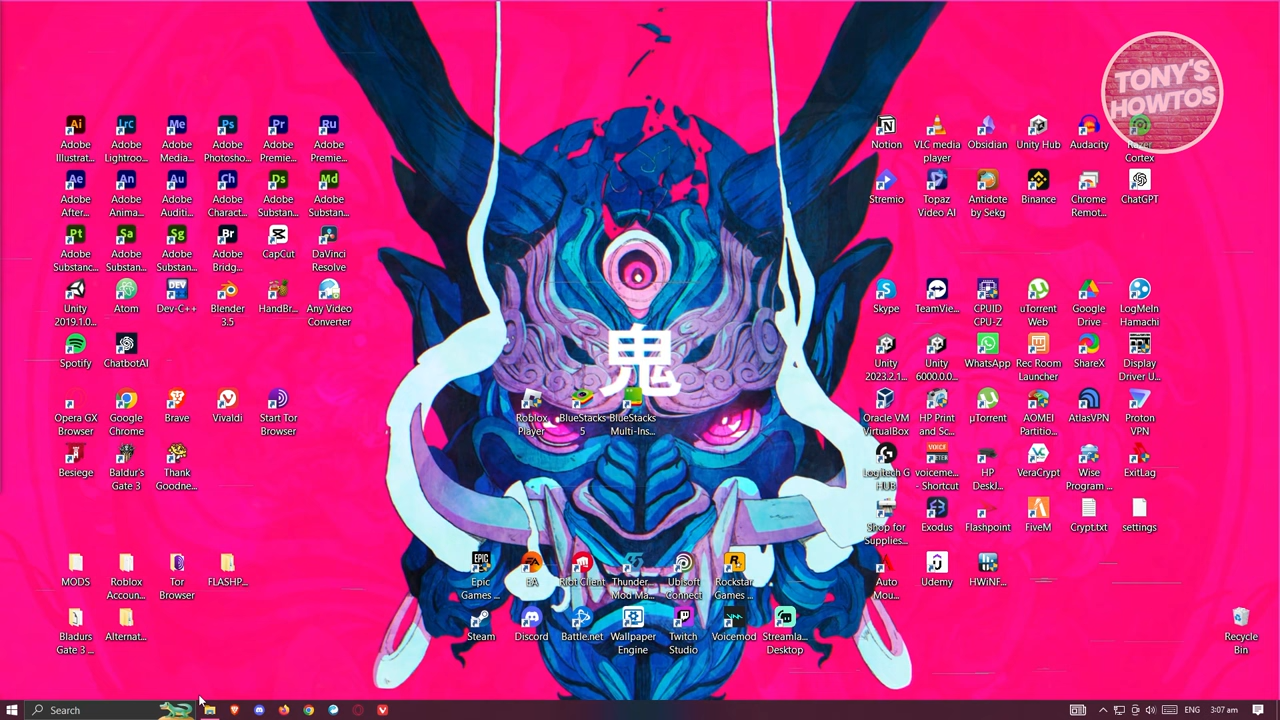 TONY'S
HOWTOS
Adobe Illustrat...
Adobe Lightroo...
Adobe Media...
Adobe Photosho...
Adobe Premie...
Adobe Premie...
Notion
VLC media player
Obsidian
Unity Hub
Audacity
Razer Cortex
Adobe After...
Adobe Anima...
Adobe Auditi...
Adobe Charact...
Adobe Substan...
Adobe Substan...
Stremio
Topaz Video AI
Antidote by Sekg
Binance
Chrome Remot...
ChatGPT
Adobe Substanc...
Adobe Substan...
Adobe Substan...
Adobe Bridg...
CapCut
DaVinci Resolve
Unity 2019.1.0...
Atom
Dev-C++
Blender 3.5
HandBr...
Any Video Converter
Skype
TeamVie...
CPUID CPU-Z
uTorrent Web
Google Drive
LogMeIn Hamachi
鬼
Spotify
ChatbotAI
Unity 2023.2.1...
Unity 6000.0.0...
WhatsApp
Rec Room Launcher
ShareX
Display Driver U...
Opera GX Browser
Google Chrome
Brave
Vivaldi
Start Tor Browser
Roblox Player
BlueStacks 5
BlueStacks Multi-Ins...
Oracle VM VirtualBox
HP Print and Sc...
µTorrent
AOMEI Partitio...
AtlasVPN
Proton VPN
Besiege
Baldur's Gate 3
Thank Goodne...
Logitech G HUB
voiceme... - Shortcut
HP DeskJ...
VeraCrypt
Wise Program ...
ExitLag
Shop for Supplies...
Exodus
Flashpoint
FiveM
Crypt.txt
settings
MODS
Roblox Accoun...
Tor Browser
FLASHP...
Epic Games ...
EA
Riot Client
Thunder... Mod Ma...
Ubisoft Connect
Rockstar Games ...
Auto Mou...
Udemy
HWiNF...
Bladurs Gate 3 ...
Alternat...
Steam
Discord
Battle.net
Wallpaper Engine
Twitch Studio
Voicemod
Streamla... Desktop
Recycle Bin
Search
ENG
3:07 am